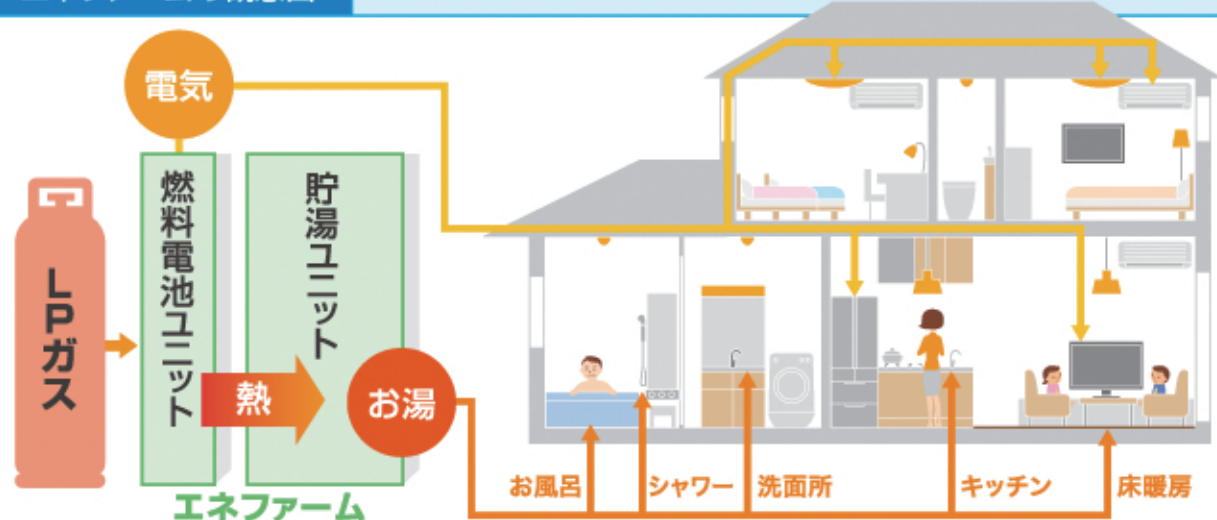 電気
LPガス
燃料電池ユニット
貯湯ユニット
熱
お湯
エネファーム
お風呂
シャワー
洗面所
キッチン
床暖房